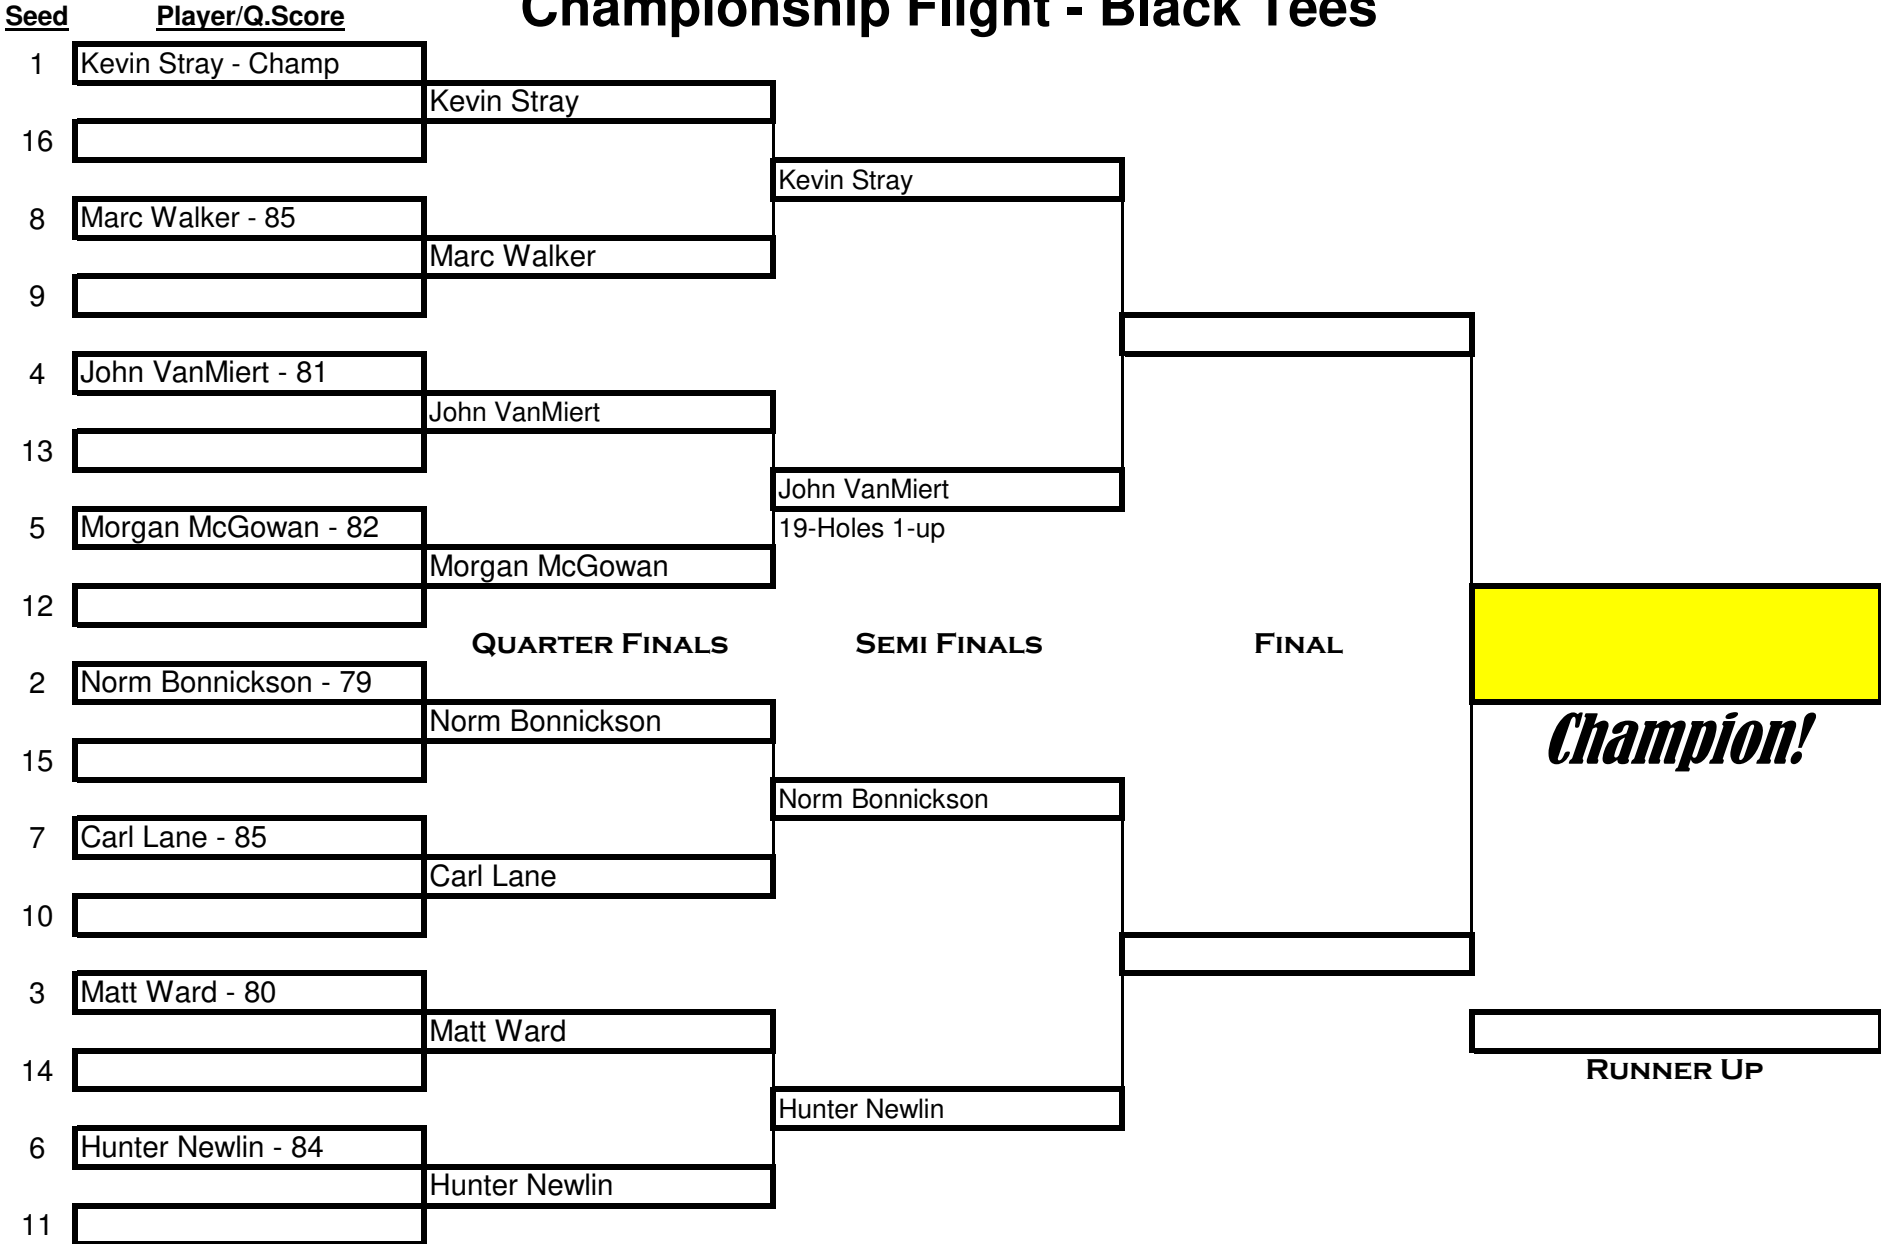 Championship Flight - Black Tees
Seed Player/Q.Score
1 Kevin Stray - Champ
Kevin Stray
16
Kevin Stray
8 Marc Walker - 85
Marc Walker
9
4 John VanMiert - 81
John VanMiert
13
John VanMiert
5 Morgan McGowan - 82
19-Holes 1-up
Morgan McGowan
12
Quarter Finals Semi Finals Final
2 Norm Bonnickson - 79
Norm Bonnickson
Champion!
15
Norm Bonnickson
7 Carl Lane - 85
Carl Lane
10
3 Matt Ward - 80
Matt Ward
14
Runner Up
Hunter Newlin
6 Hunter Newlin - 84
Hunter Newlin
11